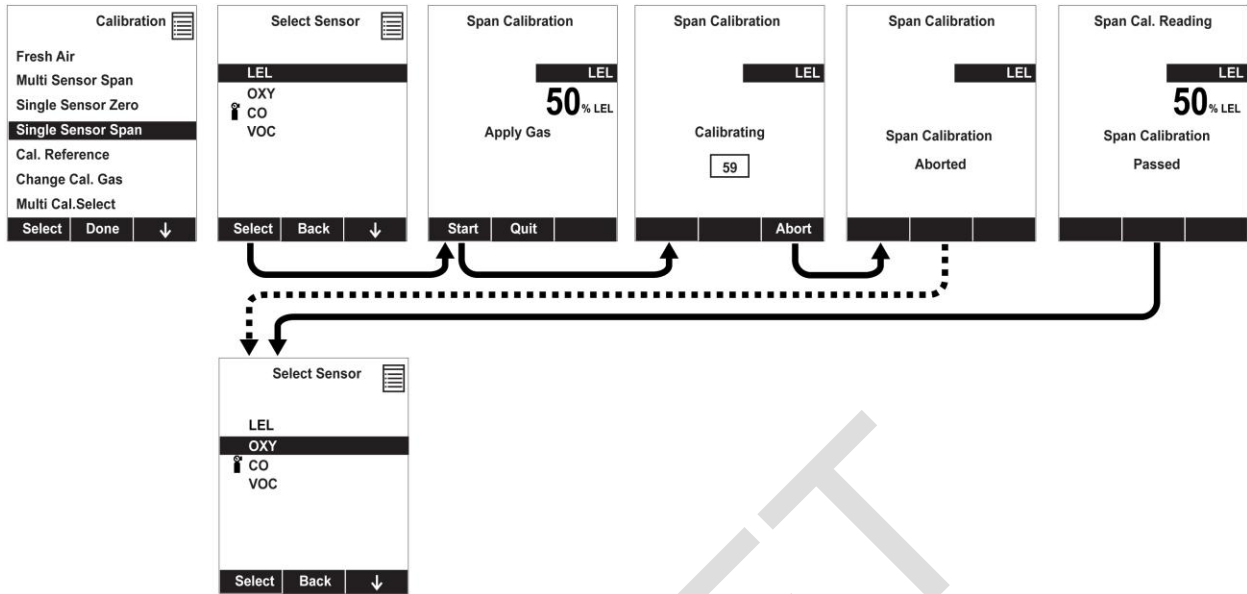 Calibration
Fresh Air
Multi Sensor Span
Single Sensor Zero
Single Sensor Span
Cal. Reference
Change Cal. Gas
Multi Cal.Select
Select Done ↓
Select Sensor
LEL
OXY
CO
VOC
Select Back ↓
Span Calibration
LEL
50 % LEL
Apply Gas
Start Quit
Span Calibration
LEL
Calibrating
59
Abort
Span Calibration
LEL
Span Calibration
Aborted
Span Cal. Reading
LEL
50 % LEL
Span Calibration
Passed
Select Sensor
LEL
OXY
CO
VOC
Select Back ↓